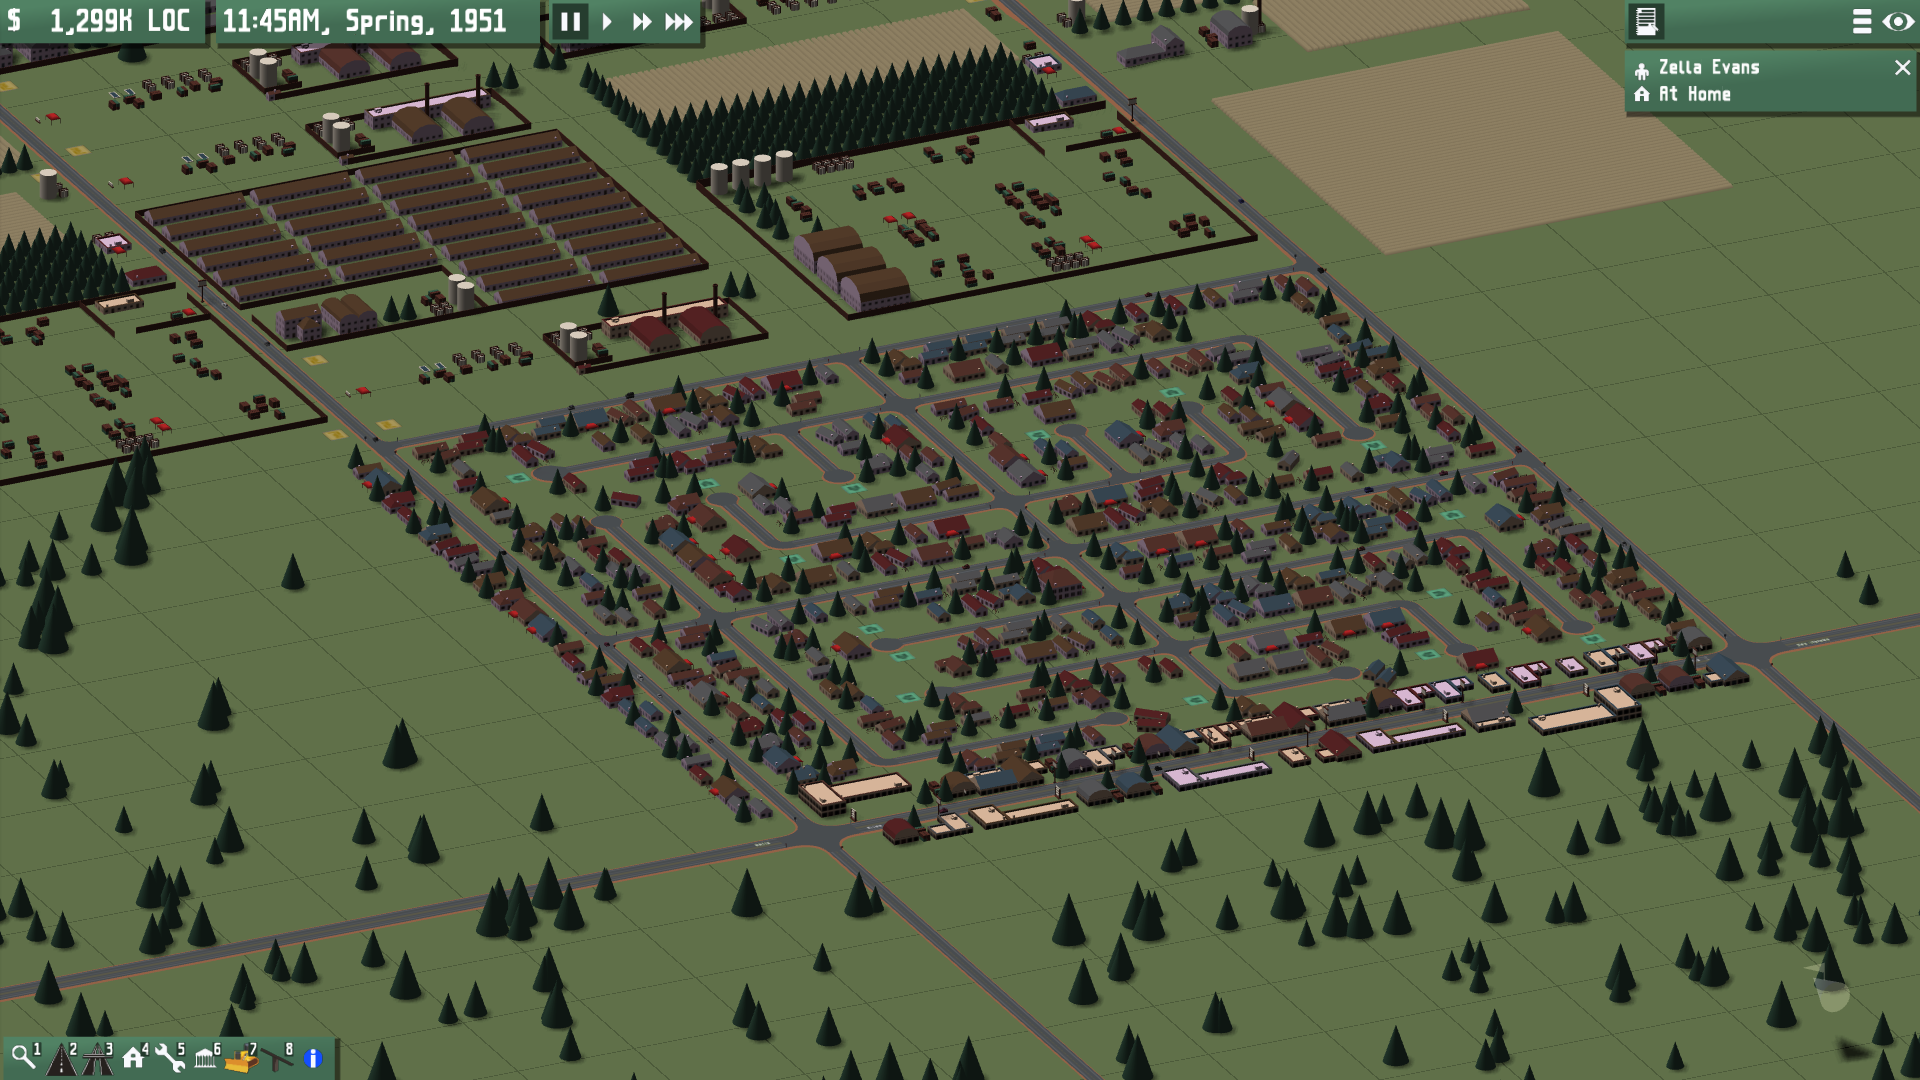 $ 1,299K LOC
11:45AM, Spring, 1951
Zella Evans
At Home
1 2 3 4 5 6 7 8